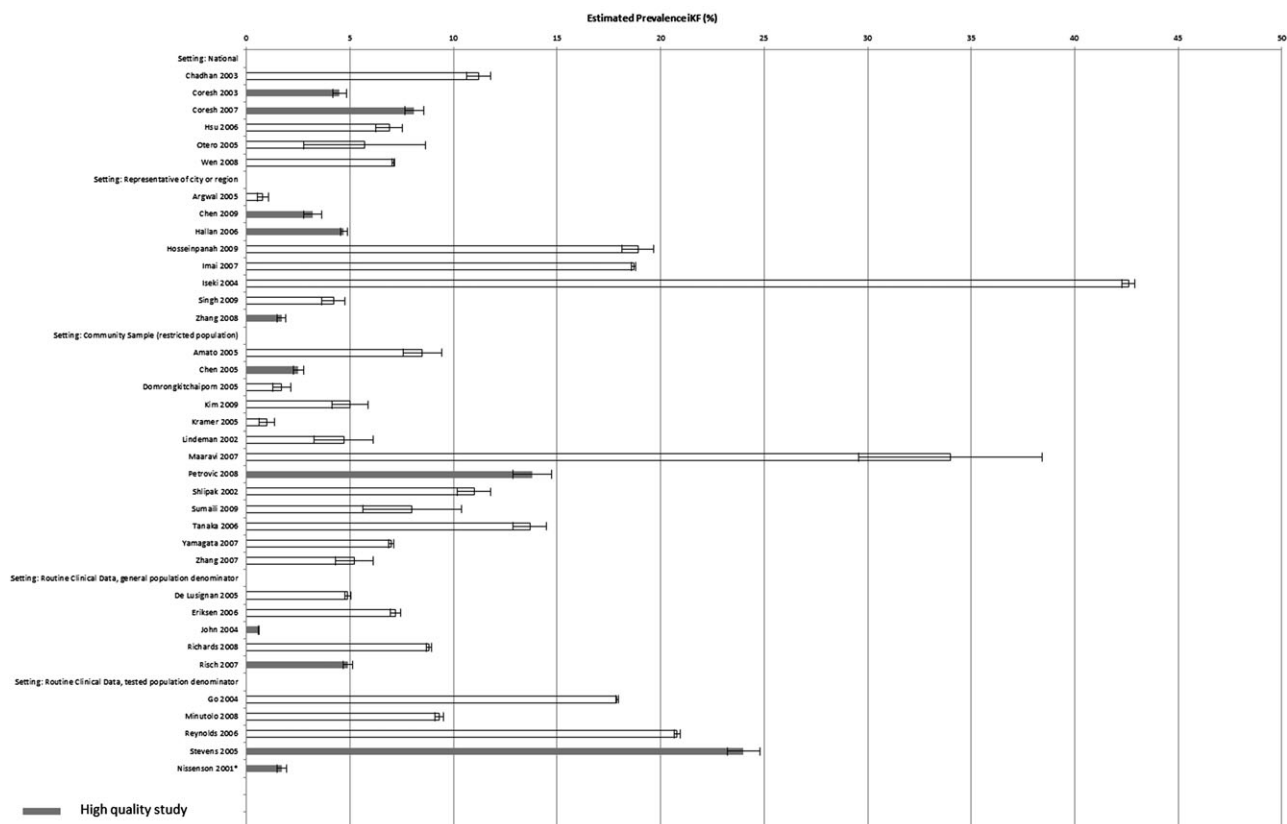 Estimated Prevalence iKF (%)
0 5 10 15 20 25 30 35 40 45 50
Setting: National
Chadhan 2003
Coresh 2003
Coresh 2007
Hsu 2006
Otero 2005
Wen 2008
Setting: Representative of city or region
Argwal 2005
Chen 2009
Hallan 2006
Hosseinpanah 2009
Imai 2007
Iseki 2004
Singh 2009
Zhang 2008
Setting: Community Sample (restricted population)
Amato 2005
Chen 2005
Domrongkitchaiporn 2005
Kim 2009
Kramer 2005
Lindeman 2002
Maaravi 2007
Petrovic 2008
Shlipak 2002
Sumaili 2009
Tanaka 2006
Yamagata 2007
Zhang 2007
Setting: Routine Clinical Data, general population denominator
De Lusignan 2005
Eriksen 2006
John 2004
Richards 2008
Risch 2007
Setting: Routine Clinical Data, tested population denominator
Go 2004
Minutolo 2008
Reynolds 2006
Stevens 2005
Nissenson 2001*
High quality study